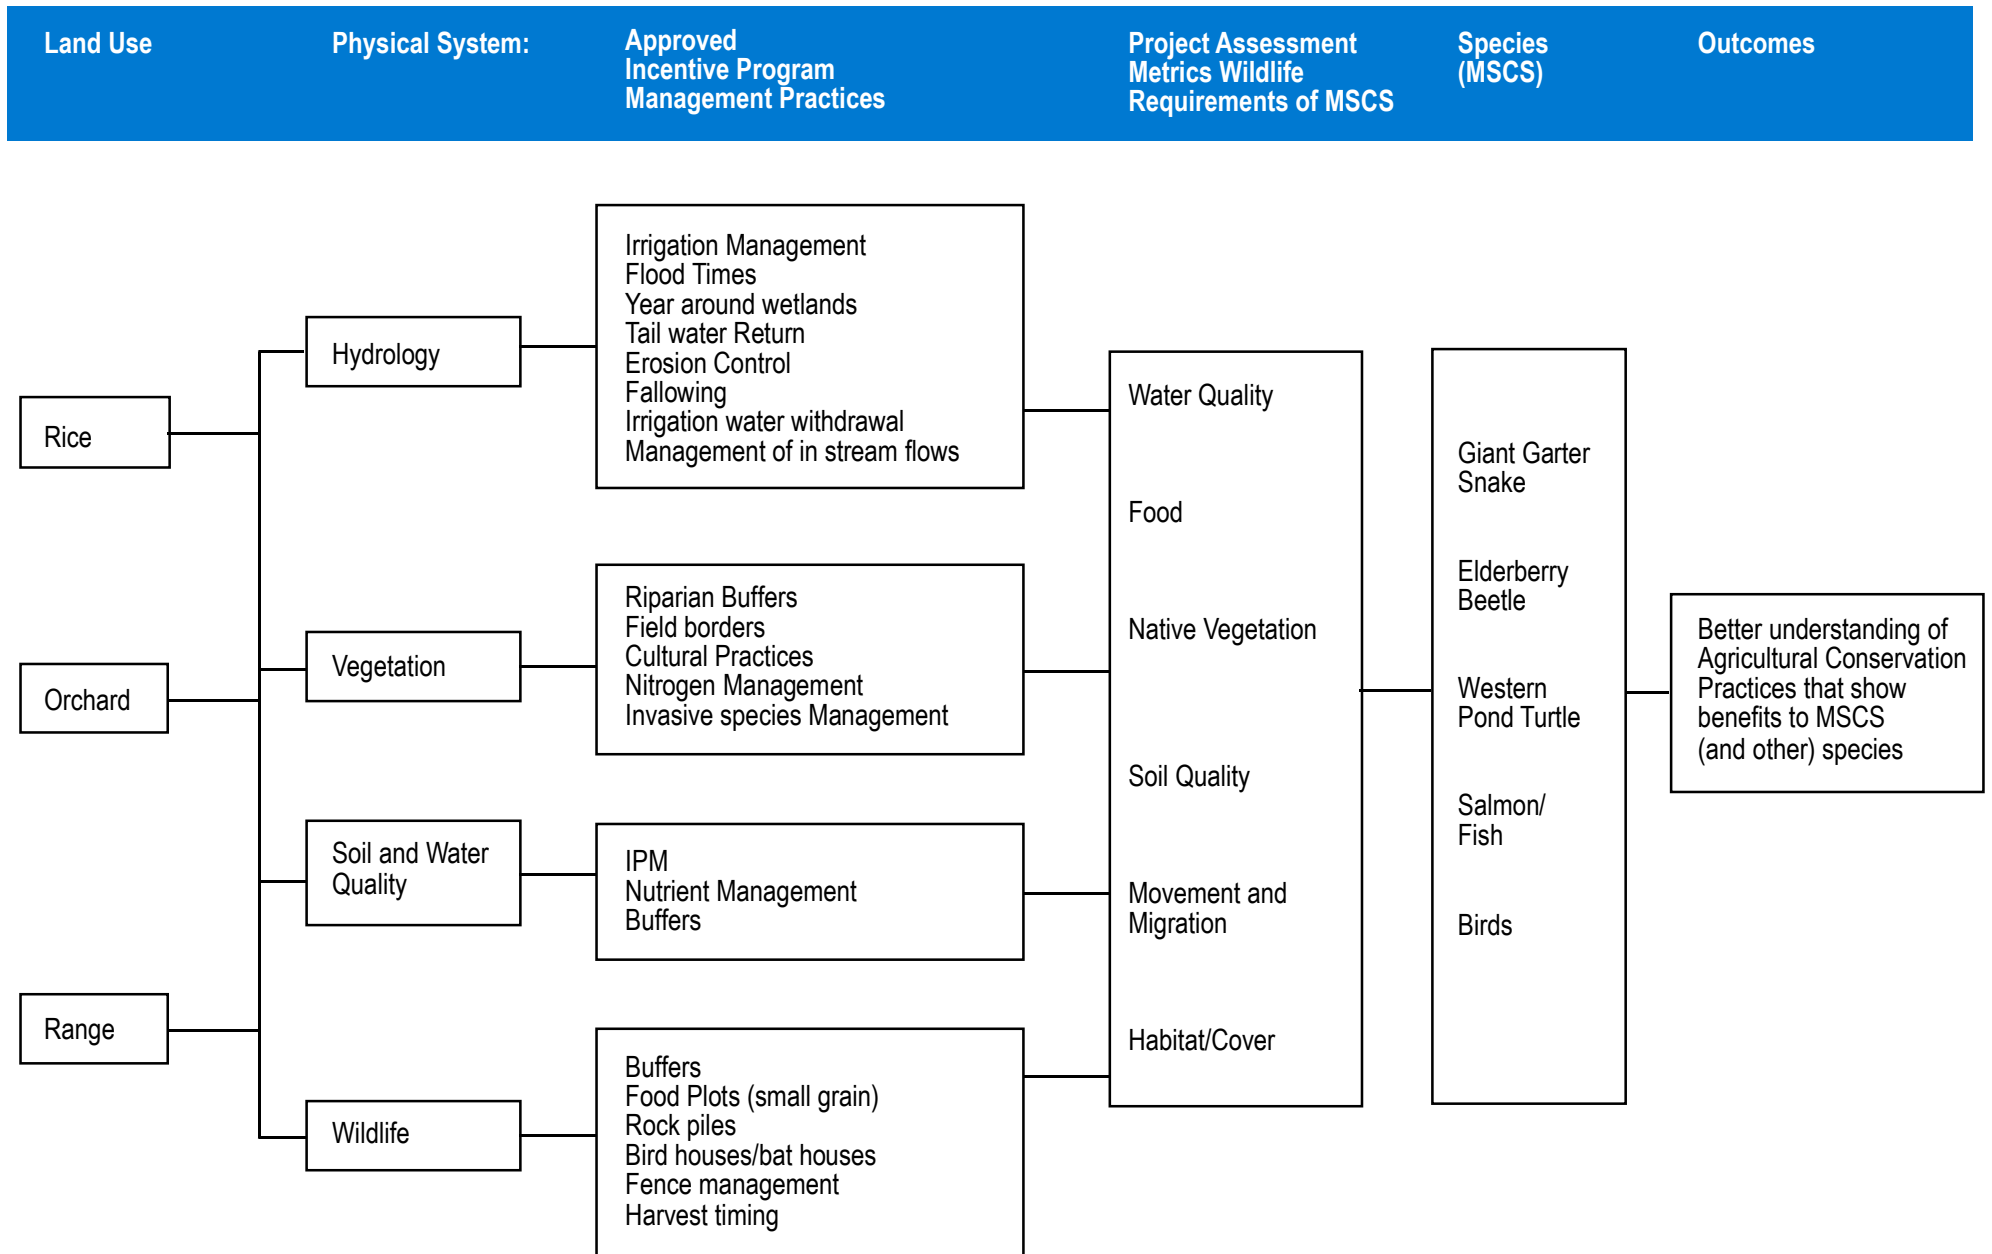 Land Use
Physical System:
Approved
Incentive Program
Management Practices
Project Assessment
Metrics Wildlife
Requirements of MSCS
Species
(MSCS)
Outcomes
Rice
Orchard
Range
Hydrology
Vegetation
Soil and Water
Quality
Wildlife
Irrigation Management
Flood Times
Year around wetlands
Tail water Return
Erosion Control
Fallowing
Irrigation water withdrawal
Management of in stream flows
Riparian Buffers
Field borders
Cultural Practices
Nitrogen Management
Invasive species Management
IPM
Nutrient Management
Buffers
Buffers
Food Plots (small grain)
Rock piles
Bird houses/bat houses
Fence management
Harvest timing
Water Quality
Food
Native Vegetation
Soil Quality
Movement and
Migration
Habitat/Cover
Giant Garter
Snake
Elderberry
Beetle
Western
Pond Turtle
Salmon/
Fish
Birds
Better understanding of
Agricultural Conservation
Practices that show
benefits to MSCS
(and other) species